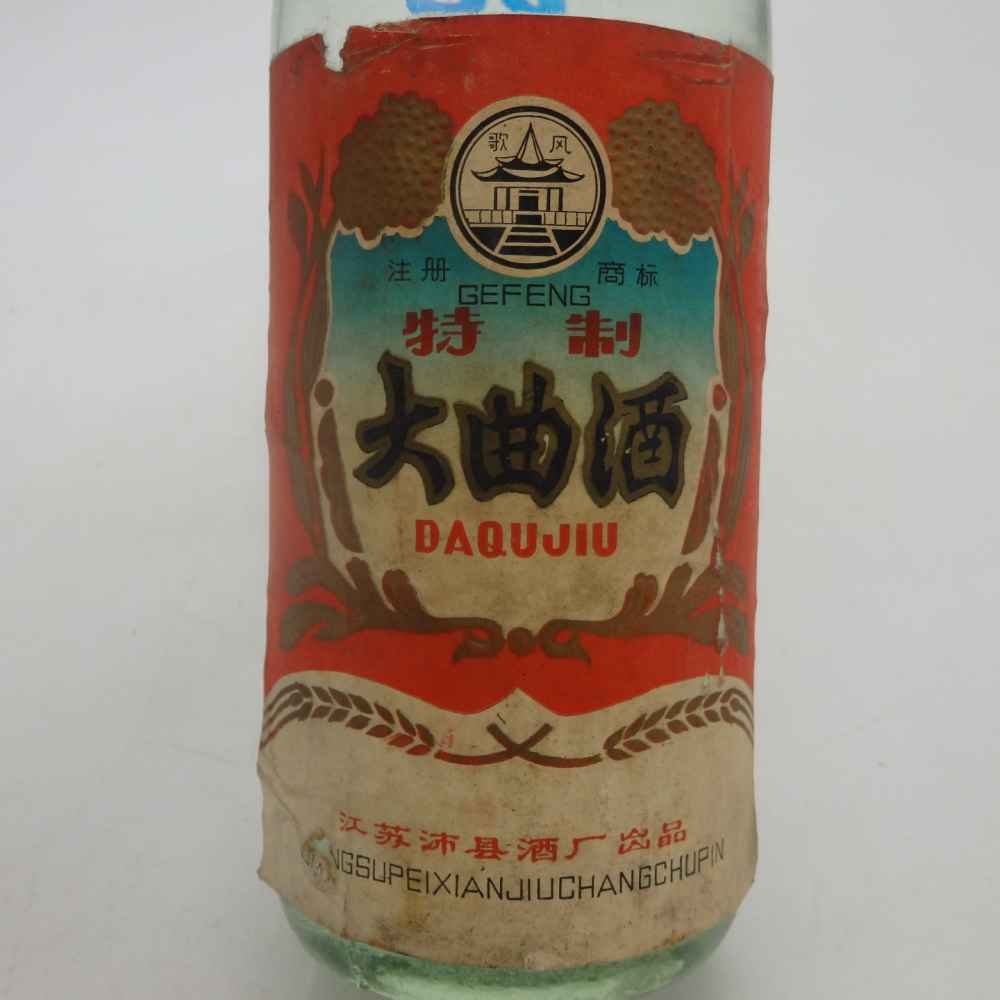 歌风
注册 商标
GEFENG
特制
大曲酒
DAQUJIU
江苏沛县酒厂出品
NGSUPEIXIANJIUCHANGCHUPIN